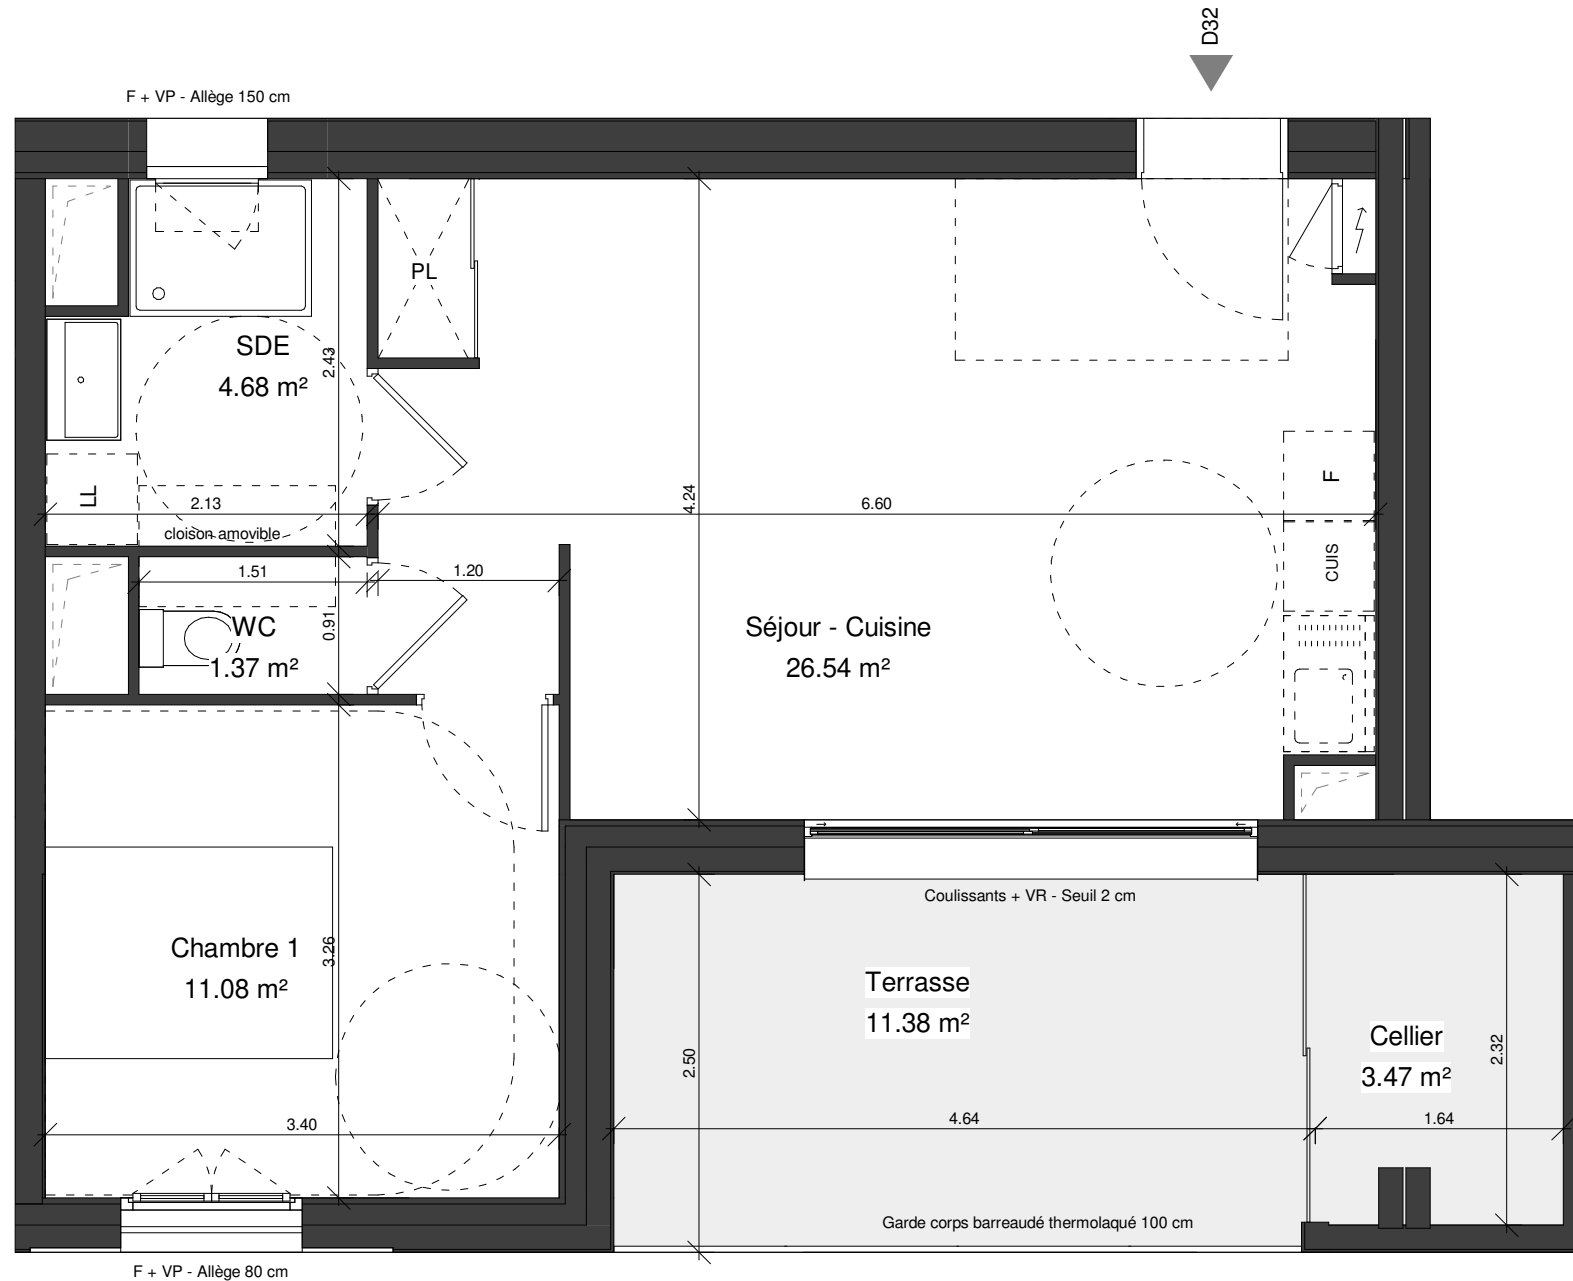 D32
F + VP - Allège 150 cm
PL
SDE
4.68 m²
2.43
LL
2.13
cloison amovible
4.24
6.60
F
CUIS
1.51
1.20
0.91
WC
1.37 m²
Séjour - Cuisine
26.54 m²
Coulissants + VR - Seuil 2 cm
Chambre 1
11.08 m²
3.26
Terrasse
11.38 m²
Cellier
3.47 m²
2.50
2.32
3.40
4.64
1.64
Garde corps barreaudé thermolaqué 100 cm
F + VP - Allège 80 cm